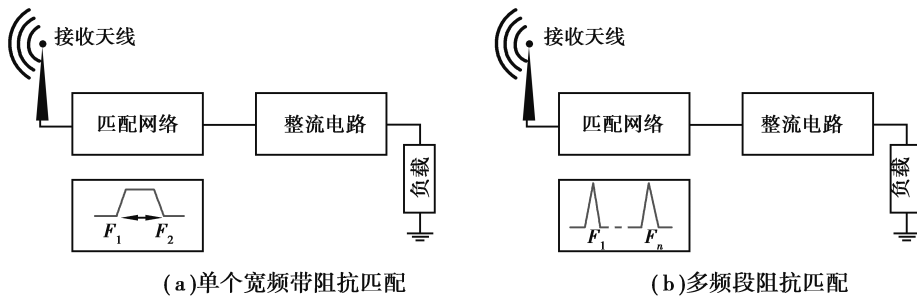 接收天线
匹配网络
整流电路
负载
F1
F2
(a)单个宽频带阻抗匹配
接收天线
匹配网络
整流电路
负载
F1
Fn
(b)多频段阻抗匹配